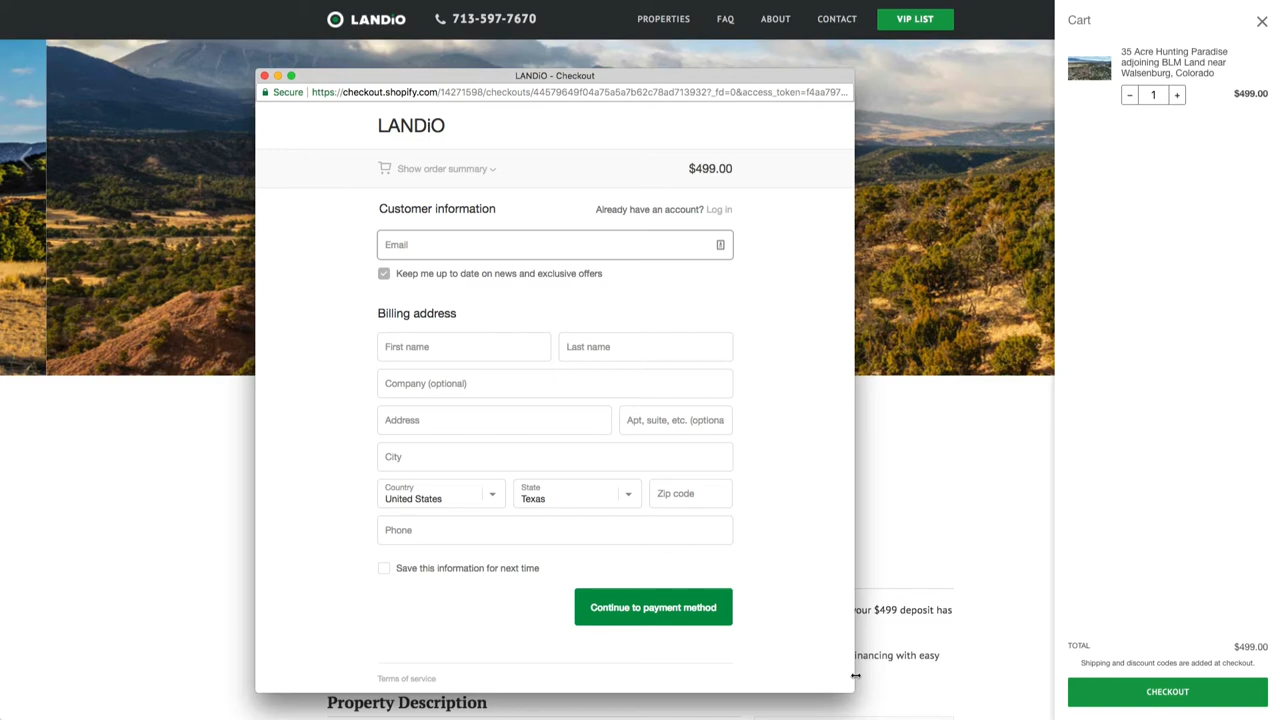 LANDiO
713-597-7670
PROPERTIES
FAQ
ABOUT
CONTACT
VIP LIST
Cart
35 Acre Hunting Paradise
adjoining BLM Land near
Walsenburg, Colorado
− 1 +
$499.00
LANDiO - Checkout
Secure https://checkout.shopify.com/14271598/checkouts/44579649f04a75a5a7b62c78ad713932?_fd=0&access_token=f4aa797...
LANDiO
Show order summary
$499.00
Customer information
Already have an account? Log in
Email
Keep me up to date on news and exclusive offers
Billing address
First name
Last name
Company (optional)
Address
Apt, suite, etc. (optiona
City
Country
United States
State
Texas
Zip code
Phone
Save this information for next time
Continue to payment method
Terms of service
your $499 deposit has
inancing with easy
Property Description
TOTAL
$499.00
Shipping and discount codes are added at checkout.
CHECKOUT